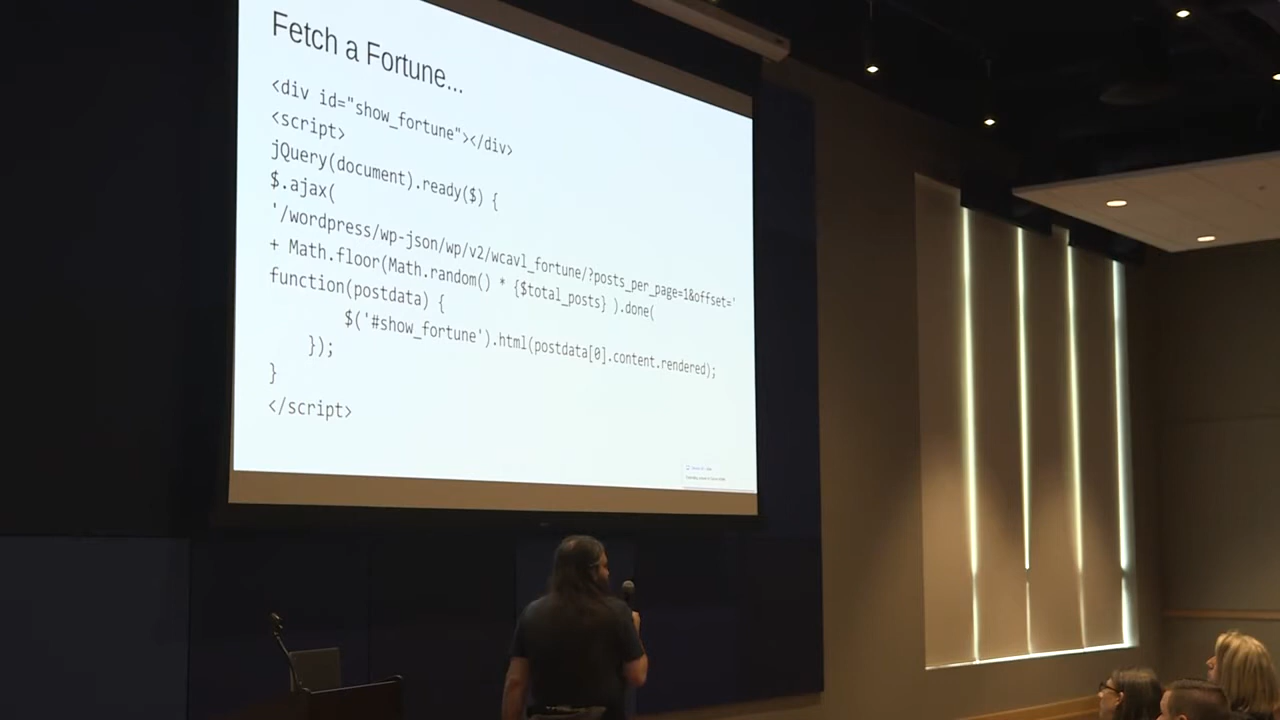 Fetch a Fortune...
<div id="show_fortune"></div>
<script>
jQuery(document).ready($) {
$.ajax(
'/wordpress/wp-json/wp/v2/wcavl_fortune/?posts_per_page=1&offset='
+ Math.floor(Math.random() * {$total_posts} ).done(
function(postdata) {
$('#show_fortune').html(postdata[0].content.rendered);
});
}
</script>